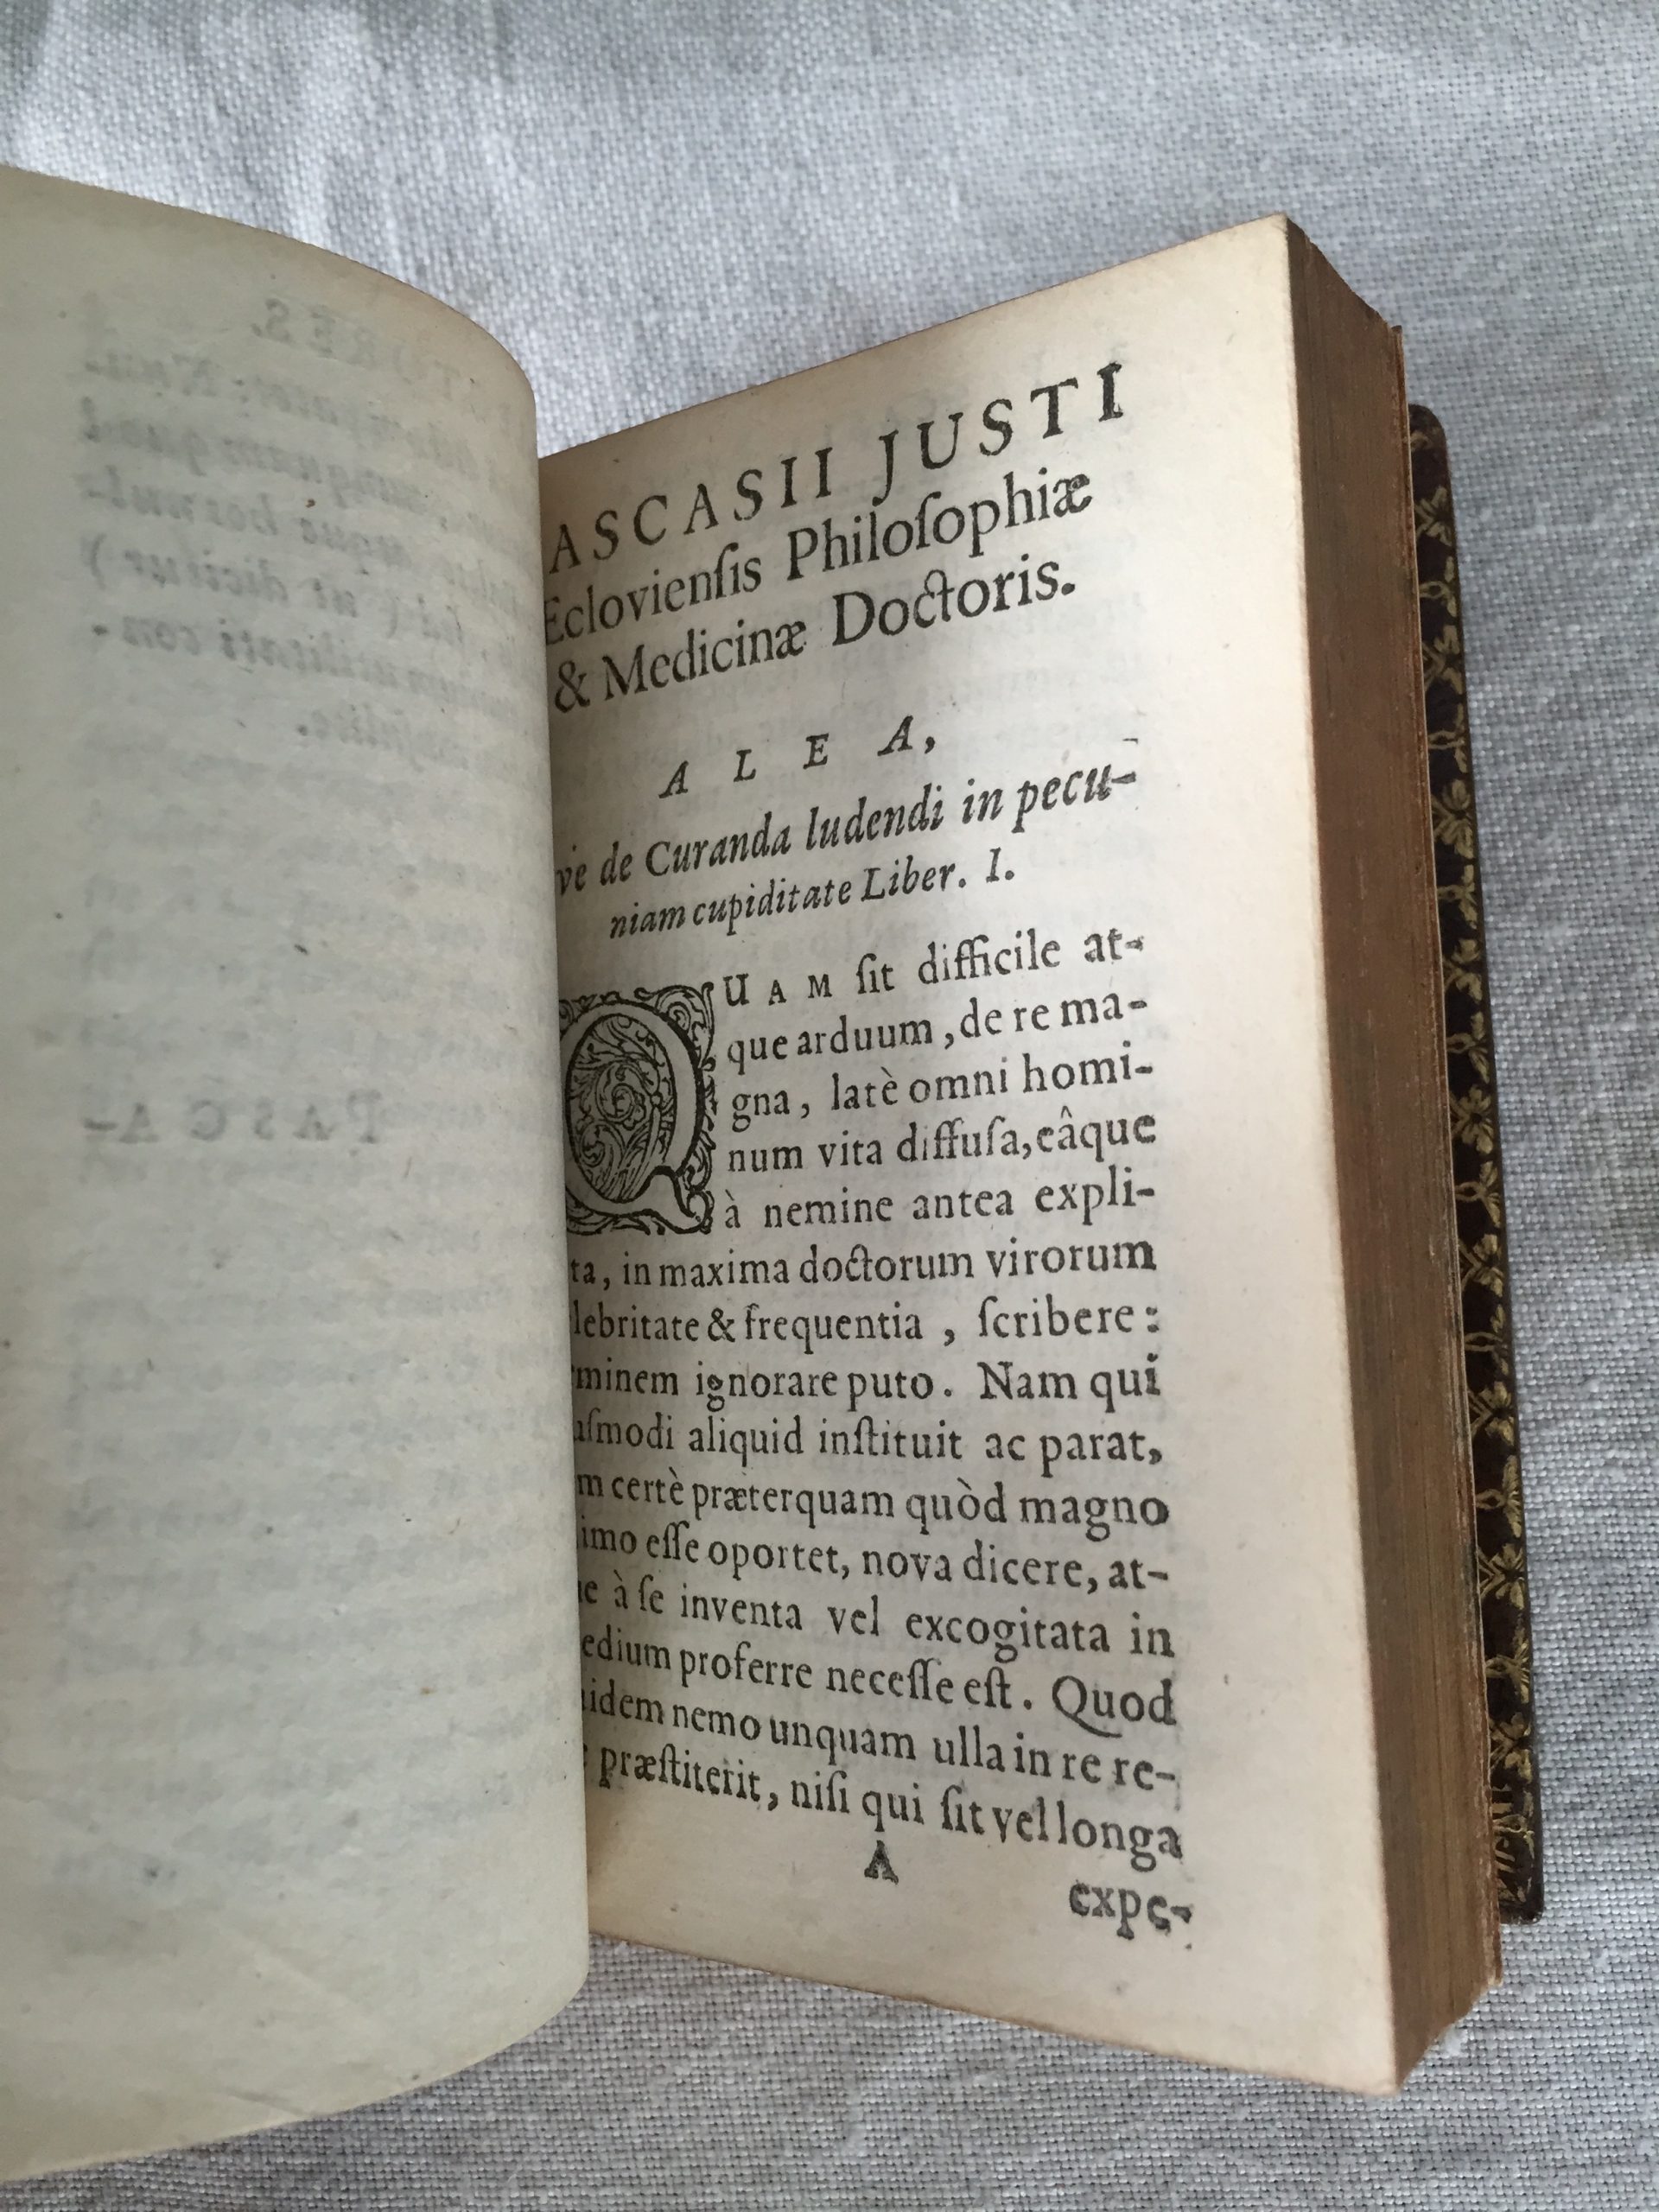 ASCASII JUSTI
Eclovienſis Philoſophiæ
& Medicinæ Doctoris.
ALEA,
ve de Curanda ludendi in pecu-
niam cupiditate Liber. I.
QUAM ſit difficile at-
que arduum, de re ma-
gna, latè omni homi-
num vita diffuſa, eâque
à nemine antea expli-
ta, in maxima doctorum virorum
lebritate & frequentia, ſcribere:
minem ignorare puto. Nam qui
uſmodi aliquid inſtituit ac parat,
m certè præterquam quòd magno
imo eſſe oportet, nova dicere, at-
e à ſe inventa vel excogitata in
edium proferre neceſſe eſt. Quod
idem nemo unquam ulla in re re-
præſtiterit, niſi qui ſit vel longa
A
expe-
PASCA-